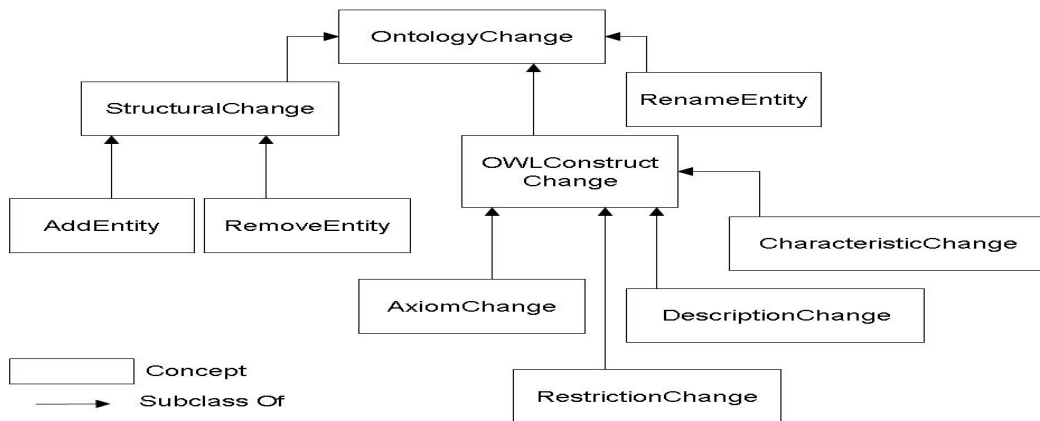 OntologyChange
StructuralChange
RenameEntity
OWLConstruct
Change
AddEntity
RemoveEntity
CharacteristicChange
AxiomChange
DescriptionChange
RestrictionChange
Concept
Subclass Of